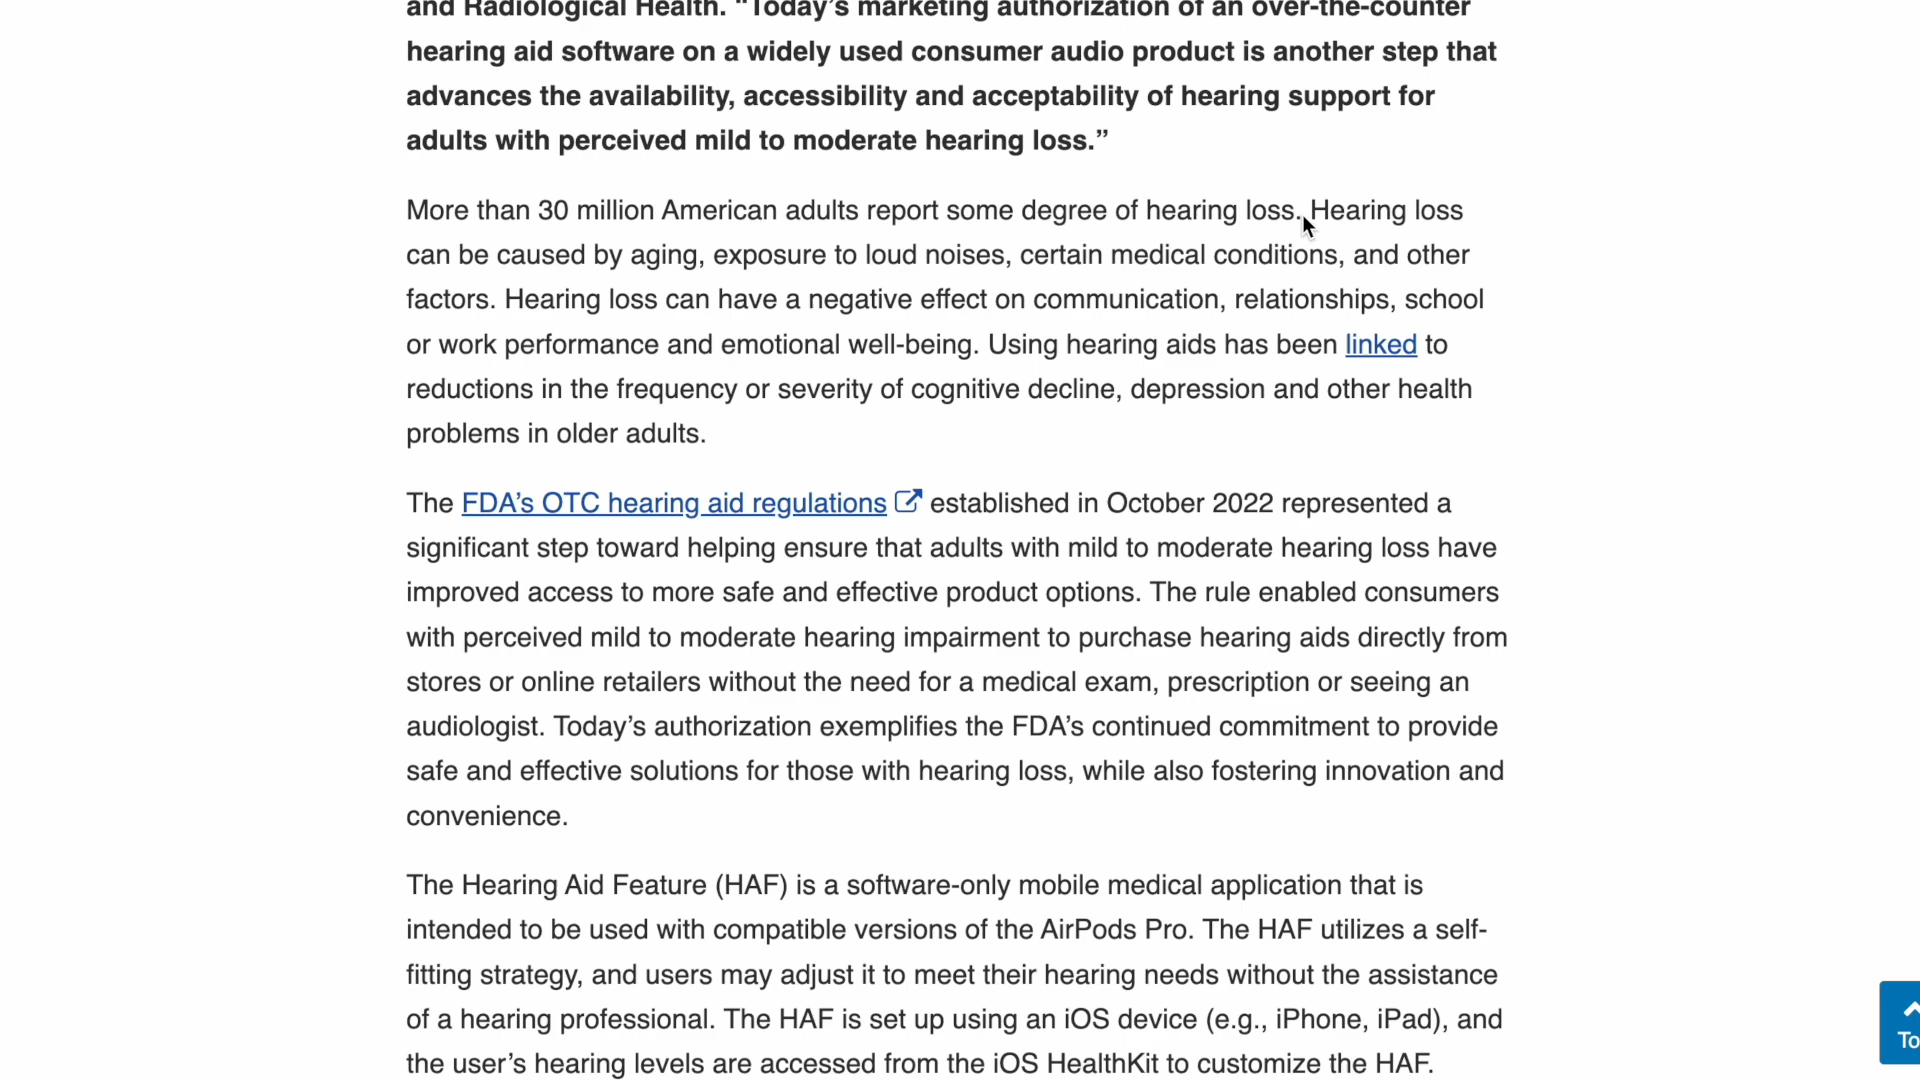 and Radiological Health. “Today’s marketing authorization of an over-the-counter
hearing aid software on a widely used consumer audio product is another step that
advances the availability, accessibility and acceptability of hearing support for
adults with perceived mild to moderate hearing loss.”
More than 30 million American adults report some degree of hearing loss. Hearing loss
can be caused by aging, exposure to loud noises, certain medical conditions, and other
factors. Hearing loss can have a negative effect on communication, relationships, school
or work performance and emotional well-being. Using hearing aids has been linked to
reductions in the frequency or severity of cognitive decline, depression and other health
problems in older adults.
The FDA’s OTC hearing aid regulations established in October 2022 represented a
significant step toward helping ensure that adults with mild to moderate hearing loss have
improved access to more safe and effective product options. The rule enabled consumers
with perceived mild to moderate hearing impairment to purchase hearing aids directly from
stores or online retailers without the need for a medical exam, prescription or seeing an
audiologist. Today’s authorization exemplifies the FDA’s continued commitment to provide
safe and effective solutions for those with hearing loss, while also fostering innovation and
convenience.
The Hearing Aid Feature (HAF) is a software-only mobile medical application that is
intended to be used with compatible versions of the AirPods Pro. The HAF utilizes a self-
fitting strategy, and users may adjust it to meet their hearing needs without the assistance
of a hearing professional. The HAF is set up using an iOS device (e.g., iPhone, iPad), and
the user’s hearing levels are accessed from the iOS HealthKit to customize the HAF.
To